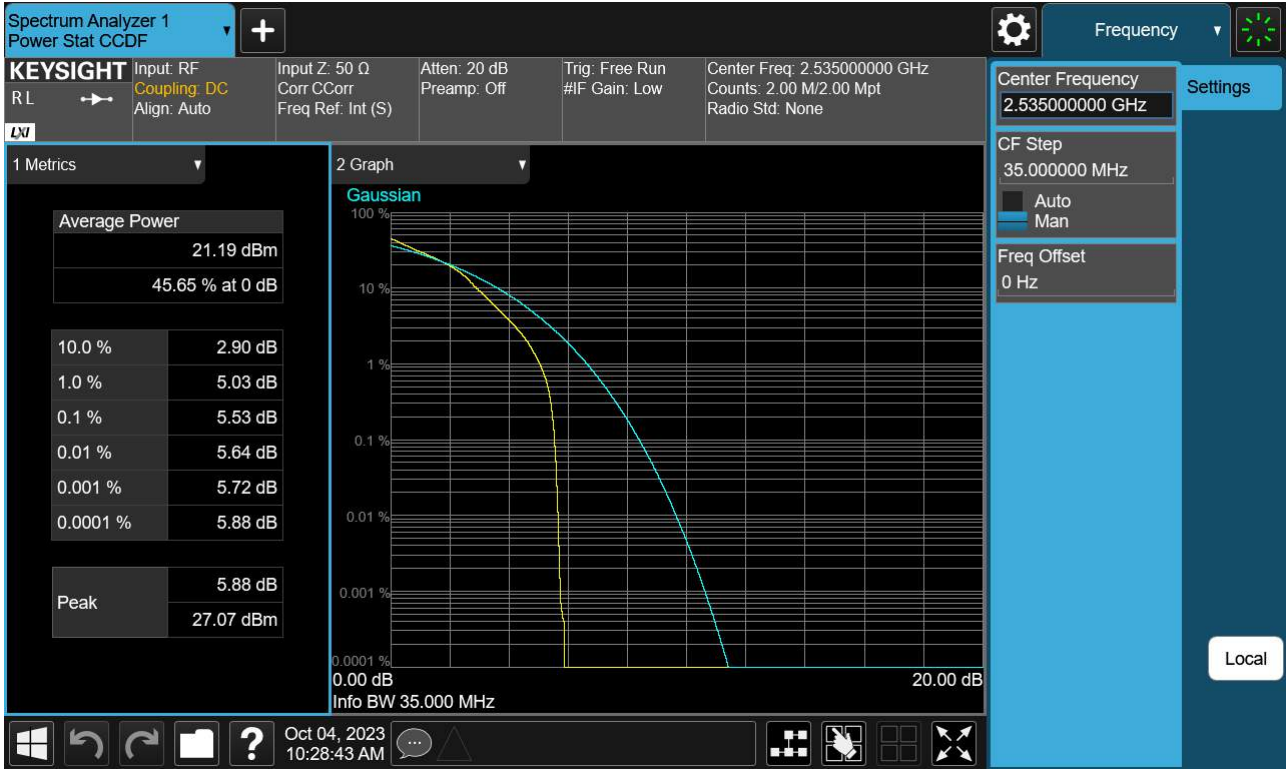 Spectrum Analyzer 1
Power Stat CCDF
+
Frequency
KEYSIGHT
R L
LXI
Input: RF
Coupling: DC
Align: Auto
Input Z: 50 Ω
Corr CCorr
Freq Ref: Int (S)
Atten: 20 dB
Preamp: Off
Trig: Free Run
#IF Gain: Low
Center Freq: 2.535000000 GHz
Counts: 2.00 M/2.00 Mpt
Radio Std: None
Center Frequency
2.535000000 GHz
Settings
CF Step
35.000000 MHz
Auto
Man
Freq Offset
0 Hz
Local
1 Metrics
Average Power
21.19 dBm
45.65 % at 0 dB
10.0 % 2.90 dB
1.0 % 5.03 dB
0.1 % 5.53 dB
0.01 % 5.64 dB
0.001 % 5.72 dB
0.0001 % 5.88 dB
Peak
5.88 dB
27.07 dBm
2 Graph
Gaussian
100 %
10 %
1 %
0.1 %
0.01 %
0.001 %
0.0001 %
0.00 dB 20.00 dB
Info BW 35.000 MHz
?
Oct 04, 2023
10:28:43 AM